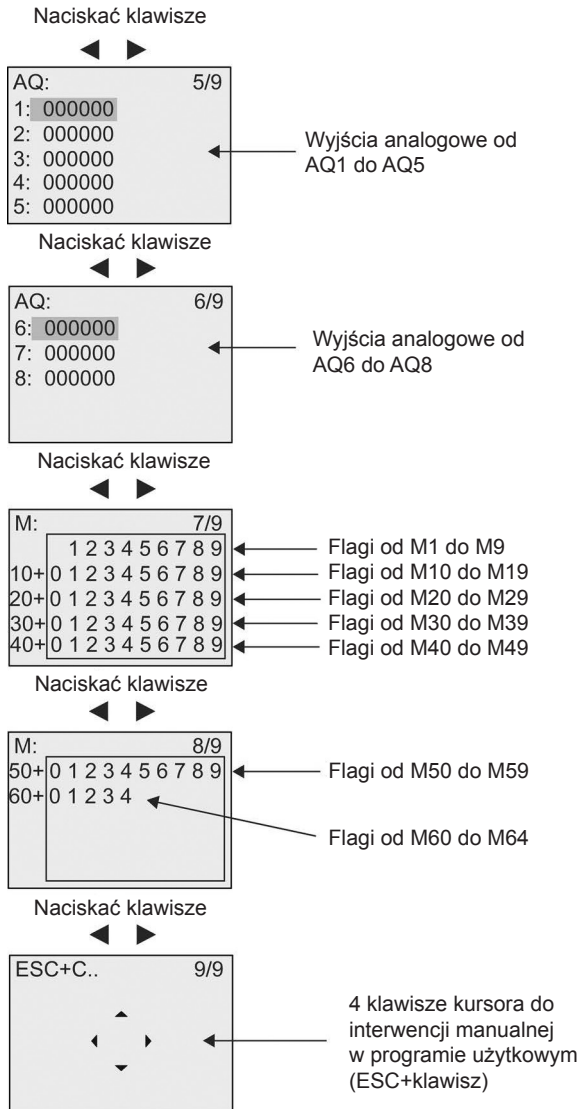 Naciskać klawisze
AQ: 5/9
1: 000000
2: 000000
3: 000000
4: 000000
5: 000000
Wyjścia analogowe od
AQ1 do AQ5
Naciskać klawisze
AQ: 6/9
6: 000000
7: 000000
8: 000000
Wyjścia analogowe od
AQ6 do AQ8
Naciskać klawisze
M: 7/9
1 2 3 4 5 6 7 8 9 Flagi od M1 do M9
10+ 0 1 2 3 4 5 6 7 8 9 Flagi od M10 do M19
20+ 0 1 2 3 4 5 6 7 8 9 Flagi od M20 do M29
30+ 0 1 2 3 4 5 6 7 8 9 Flagi od M30 do M39
40+ 0 1 2 3 4 5 6 7 8 9 Flagi od M40 do M49
Naciskać klawisze
M: 8/9
50+ 0 1 2 3 4 5 6 7 8 9 Flagi od M50 do M59
60+ 0 1 2 3 4
Flagi od M60 do M64
Naciskać klawisze
ESC+C.. 9/9
4 klawisze kursora do
interwencji manualnej
w programie użytkowym
(ESC+klawisz)